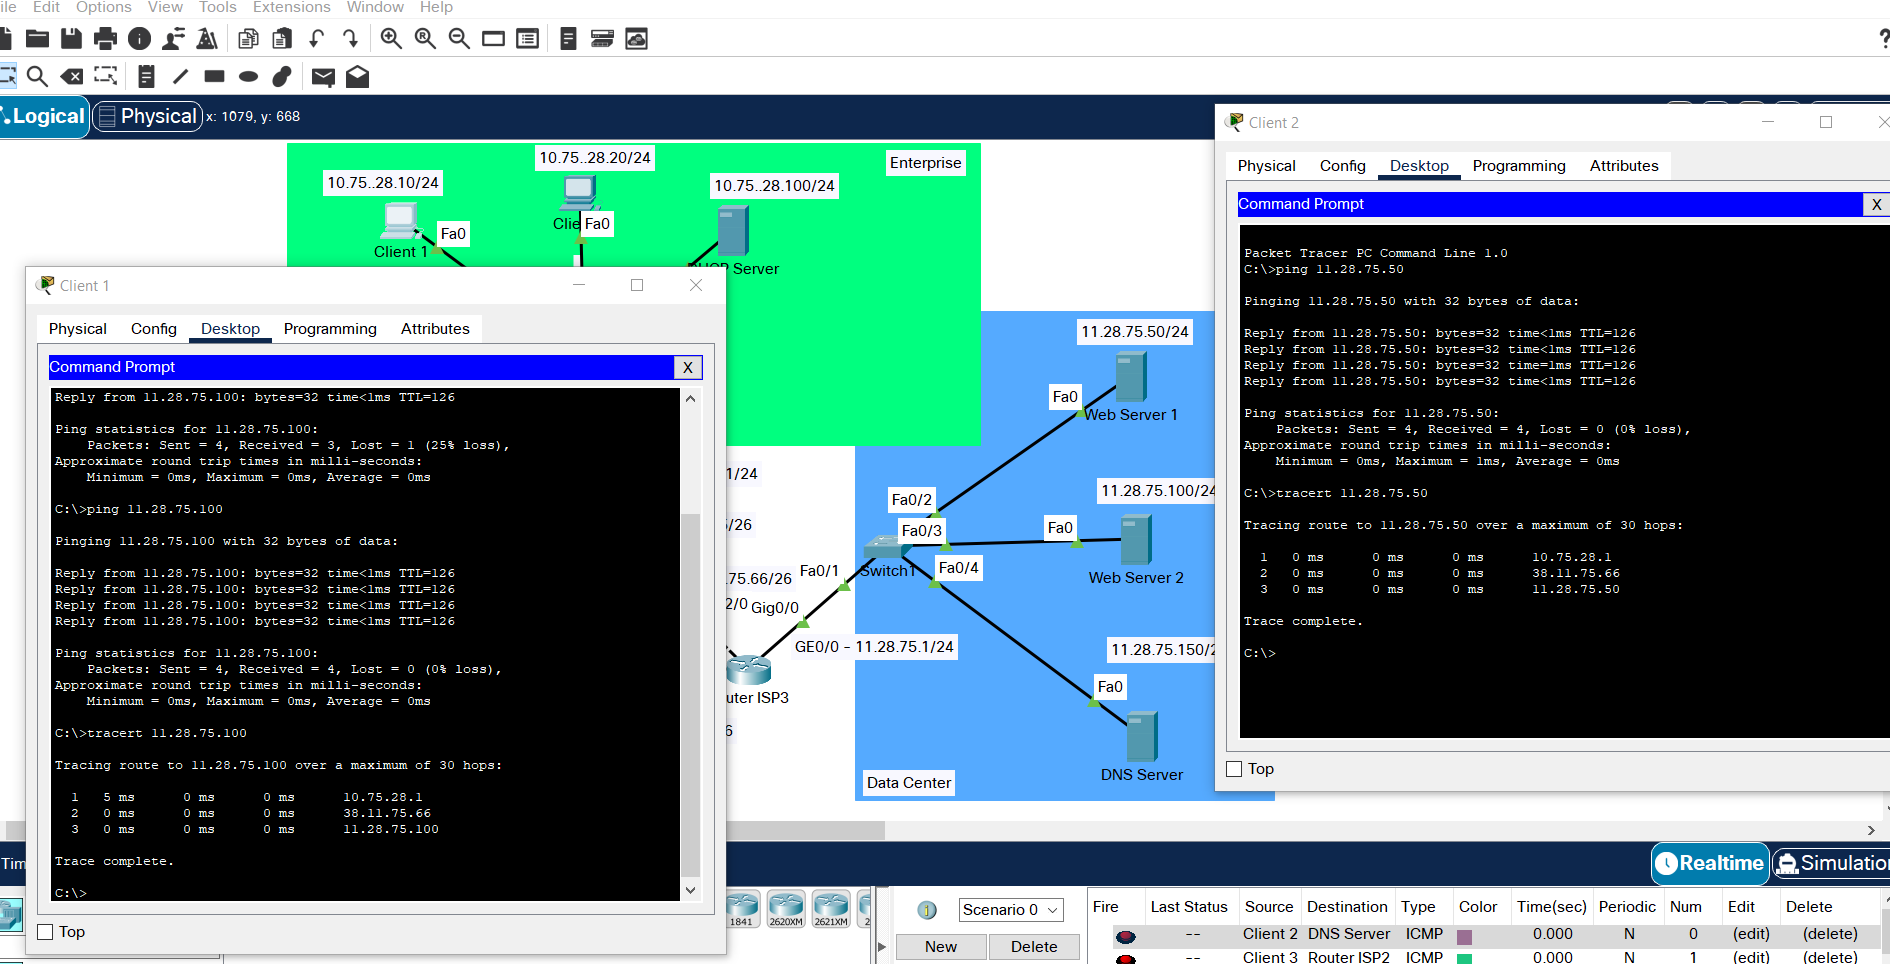 ile Edit Options View Tools Extensions Window Help
Logical Physical x: 1079, y: 668
Enterprise
10.75..28.10/24
10.75..28.20/24
10.75..28.100/24
Client 1
Fa0
Clie
Fa0
Server
Client 1
Physical Config Desktop Programming Attributes
Command Prompt X
Reply from 11.28.75.100: bytes=32 time<1ms TTL=126
Ping statistics for 11.28.75.100:
Packets: Sent = 4, Received = 3, Lost = 1 (25% loss),
Approximate round trip times in milli-seconds:
Minimum = 0ms, Maximum = 0ms, Average = 0ms
C:\>ping 11.28.75.100
Pinging 11.28.75.100 with 32 bytes of data:
Reply from 11.28.75.100: bytes=32 time<1ms TTL=126
Reply from 11.28.75.100: bytes=32 time<1ms TTL=126
Reply from 11.28.75.100: bytes=32 time<1ms TTL=126
Reply from 11.28.75.100: bytes=32 time<1ms TTL=126
Ping statistics for 11.28.75.100:
Packets: Sent = 4, Received = 4, Lost = 0 (0% loss),
Approximate round trip times in milli-seconds:
Minimum = 0ms, Maximum = 0ms, Average = 0ms
C:\>tracert 11.28.75.100
Tracing route to 11.28.75.100 over a maximum of 30 hops:
1 5 ms 0 ms 0 ms 10.75.28.1
2 0 ms 0 ms 0 ms 38.11.75.66
3 0 ms 0 ms 0 ms 11.28.75.100
Trace complete.
C:\>
Top
11.28.75.50/24
Fa0
Web Server 1
1/24
/26
.75.66/26
2/0 Gig0/0
Fa0/1
Fa0/2
Fa0/3
Fa0/4
Switch1
11.28.75.100/24
Fa0
Web Server 2
GE0/0 - 11.28.75.1/24
uter ISP3
6
11.28.75.150/2
Fa0
DNS Server
Data Center
Client 2
Physical Config Desktop Programming Attributes
Command Prompt X
Packet Tracer PC Command Line 1.0
C:\>ping 11.28.75.50
Pinging 11.28.75.50 with 32 bytes of data:
Reply from 11.28.75.50: bytes=32 time<1ms TTL=126
Reply from 11.28.75.50: bytes=32 time<1ms TTL=126
Reply from 11.28.75.50: bytes=32 time=1ms TTL=126
Reply from 11.28.75.50: bytes=32 time<1ms TTL=126
Ping statistics for 11.28.75.50:
Packets: Sent = 4, Received = 4, Lost = 0 (0% loss),
Approximate round trip times in milli-seconds:
Minimum = 0ms, Maximum = 1ms, Average = 0ms
C:\>tracert 11.28.75.50
Tracing route to 11.28.75.50 over a maximum of 30 hops:
1 0 ms 0 ms 0 ms 10.75.28.1
2 0 ms 0 ms 0 ms 38.11.75.66
3 0 ms 0 ms 0 ms 11.28.75.50
Trace complete.
C:\>
Top
Tim
Realtime Simulation
1841 2620XM 2621XM 2
Scenario 0
New Delete
Fire Last Status Source Destination Type Color Time(sec) Periodic Num Edit Delete
-- Client 2 DNS Server ICMP 0.000 N 0 (edit) (delete)
-- Client 3 Router ISP2 ICMP 0.000 N 1 (edit) (delete)